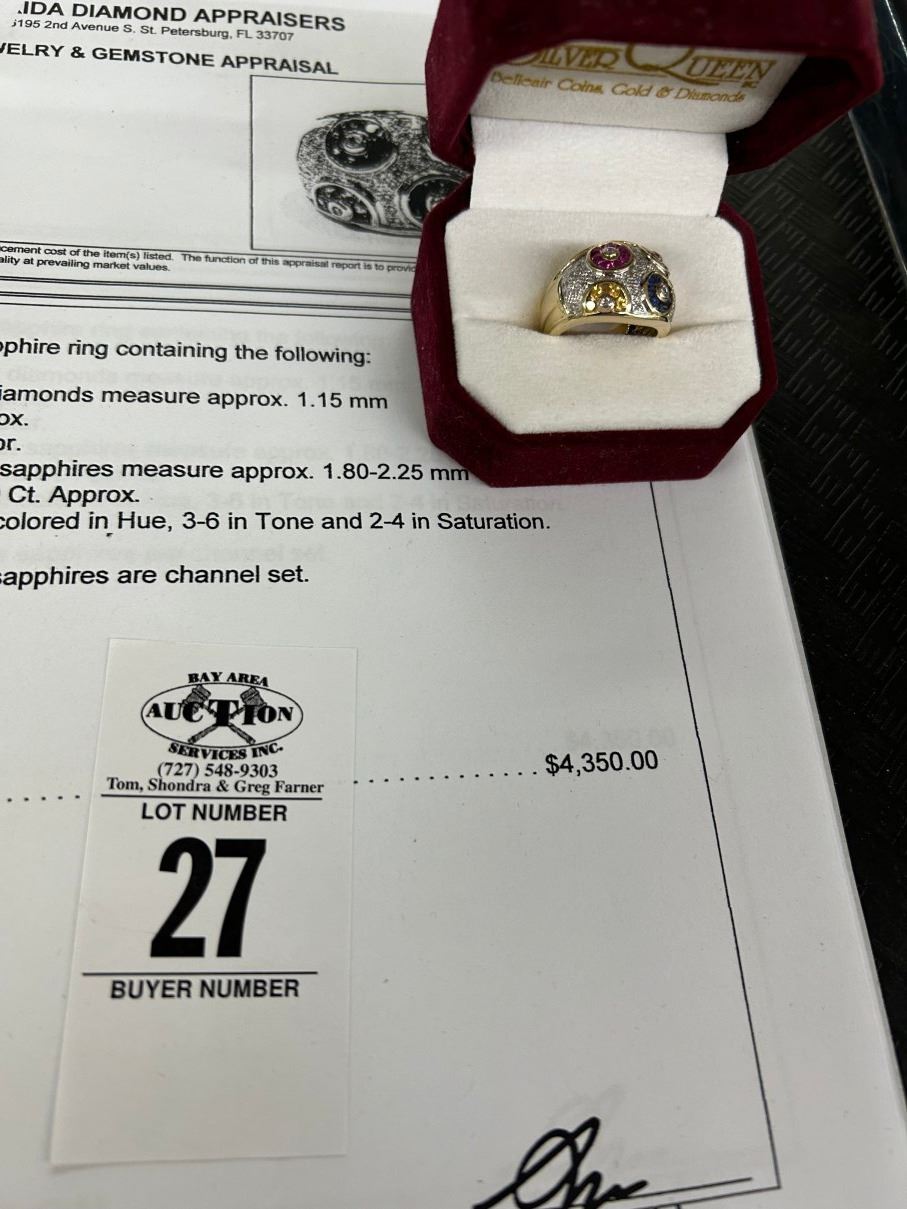 IDA DIAMOND APPRAISERS
5195 2nd Avenue S. St. Petersburg, FL 33707
ELRY & GEMSTONE APPRAISAL
SILVER QUEEN
Belleair Coins, Gold & Diamonds
cement cost of the item(s) listed. The function of this appraisal report is to provid
ality at prevailing market values.
pphire ring containing the following:
iamonds measure approx. 1.15 mm
ox.
or.
sapphires measure approx. 1.80-2.25 mm
Ct. Approx.
colored in Hue, 3-6 in Tone and 2-4 in Saturation.
sapphires are channel set.
BAY AREA
AUCTION
SERVICES INC.
(727) 548-9303
Tom, Shondra & Greg Farner
LOT NUMBER
27
BUYER NUMBER
$4,350.00